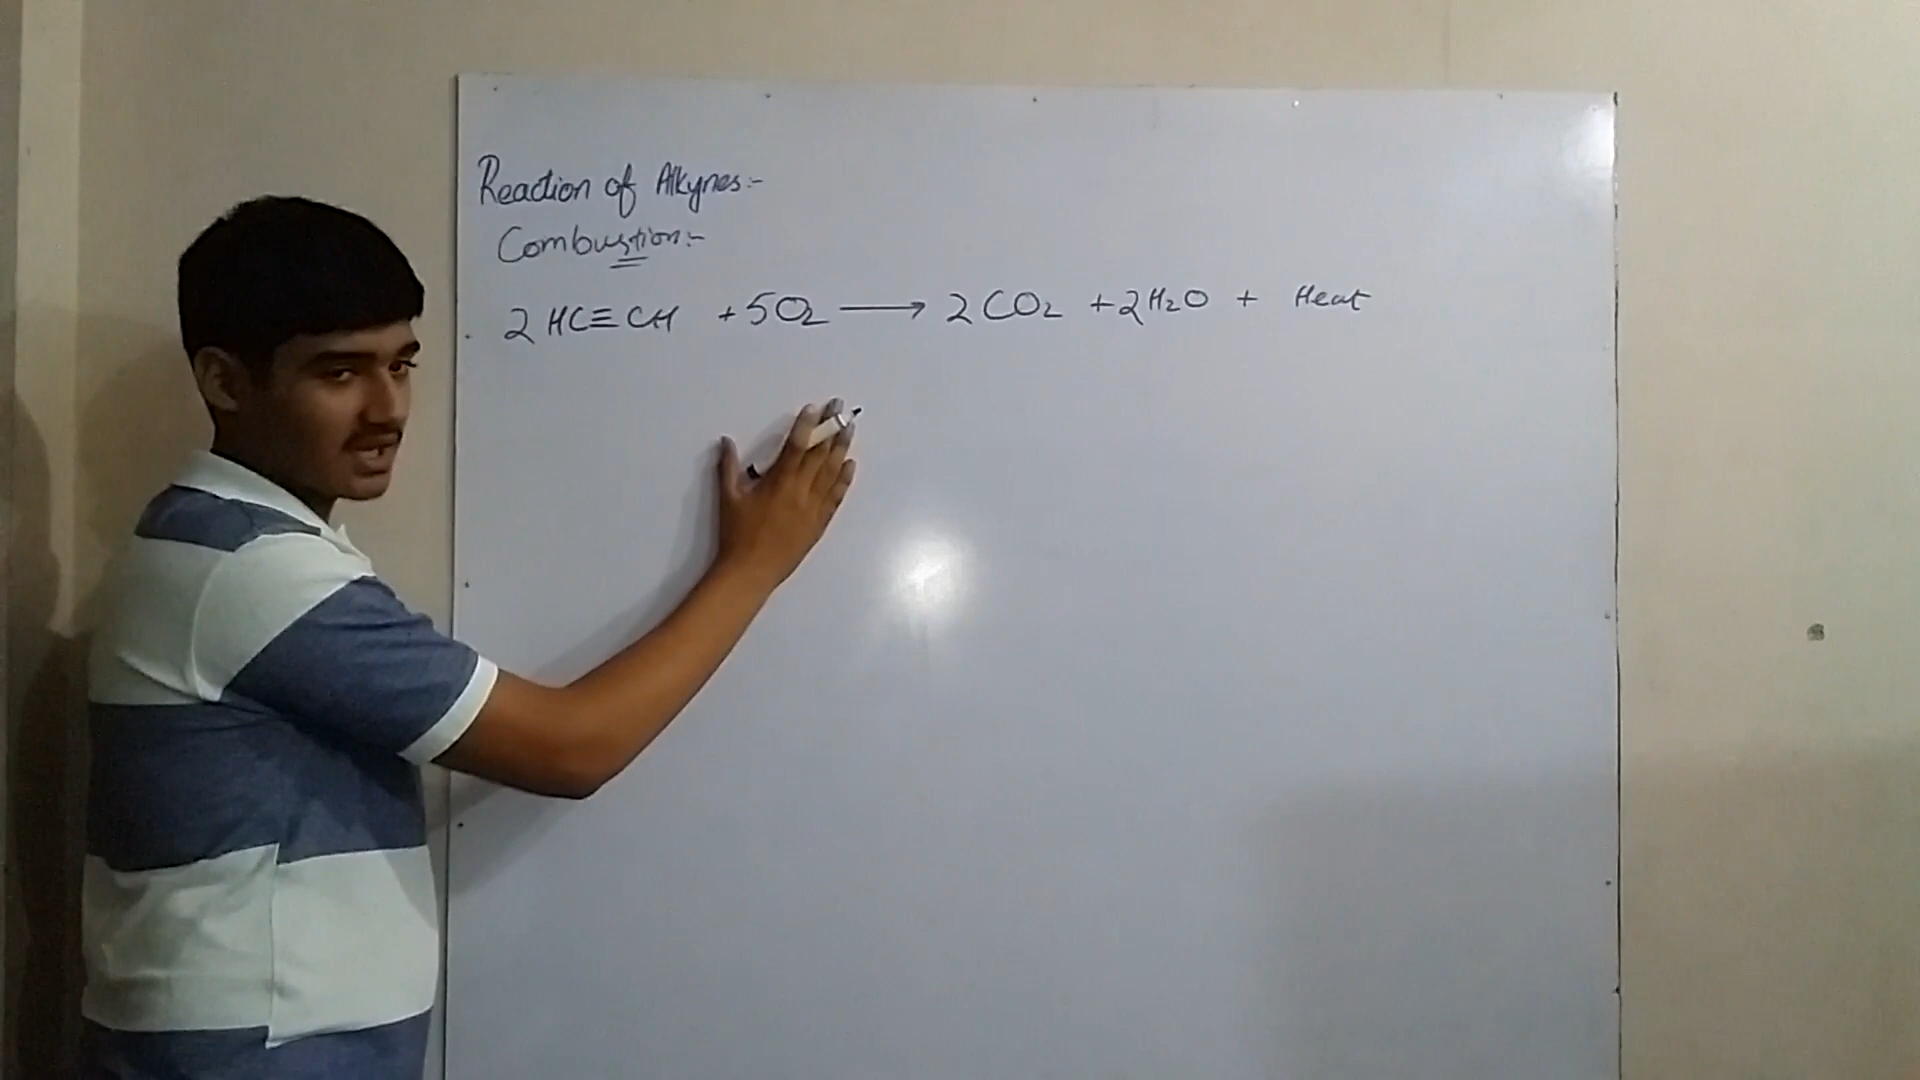 Reaction of Alkynes:-
Combustion:-
2 HC≡CH + 5O₂ ⟶ 2CO₂ + 2H₂O + Heat